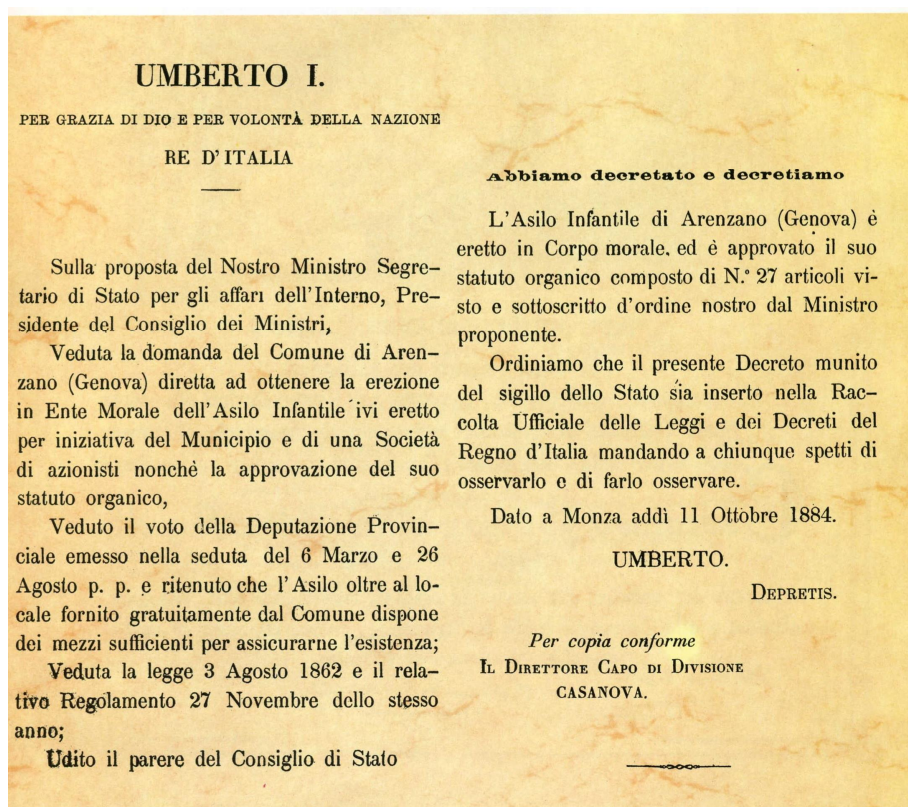 UMBERTO I.
PER GRAZIA DI DIO E PER VOLONTÀ DELLA NAZIONE
RE D'ITALIA
Sulla proposta del Nostro Ministro Segre-
tario di Stato per gli affari dell'Interno, Pre-
sidente del Consiglio dei Ministri,
Veduta la domanda del Comune di Aren-
zano (Genova) diretta ad ottenere la erezione
in Ente Morale dell'Asilo Infantile ivi eretto
per iniziativa del Municipio e di una Società
di azionisti nonchè la approvazione del suo
statuto organico,
Veduto il voto della Deputazione Provin-
ciale emesso nella seduta del 6 Marzo e 26
Agosto p. p. e ritenuto che l'Asilo oltre al lo-
cale fornito gratuitamente dal Comune dispone
dei mezzi sufficienti per assicurarne l'esistenza;
Veduta la legge 3 Agosto 1862 e il rela-
tivo Regolamento 27 Novembre dello stesso
anno;
Udito il parere del Consiglio di Stato
Abbiamo decretato e decretiamo
L'Asilo Infantile di Arenzano (Genova) è
eretto in Corpo morale, ed è approvato il suo
statuto organico composto di N.° 27 articoli vi-
sto e sottoscritto d'ordine nostro dal Ministro
proponente.
Ordiniamo che il presente Decreto munito
del sigillo dello Stato sia inserto nella Rac-
colta Ufficiale delle Leggi e dei Decreti del
Regno d'Italia mandando a chiunque spetti di
osservarlo e di farlo osservare.
Dato a Monza addì 11 Ottobre 1884.
UMBERTO.
DEPRETIS.
Per copia conforme
IL DIRETTORE CAPO DI DIVISIONE
CASANOVA.